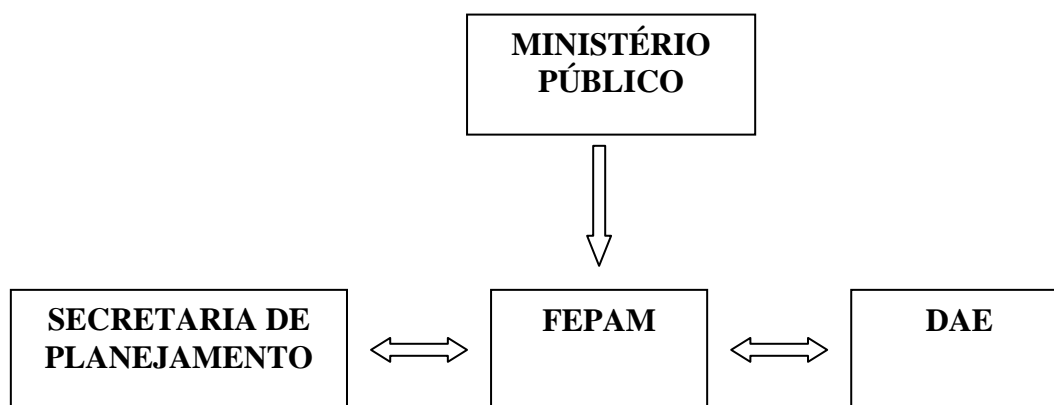 MINISTÉRIO
PÚBLICO
SECRETARIA DE
PLANEJAMENTO
FEPAM
DAE